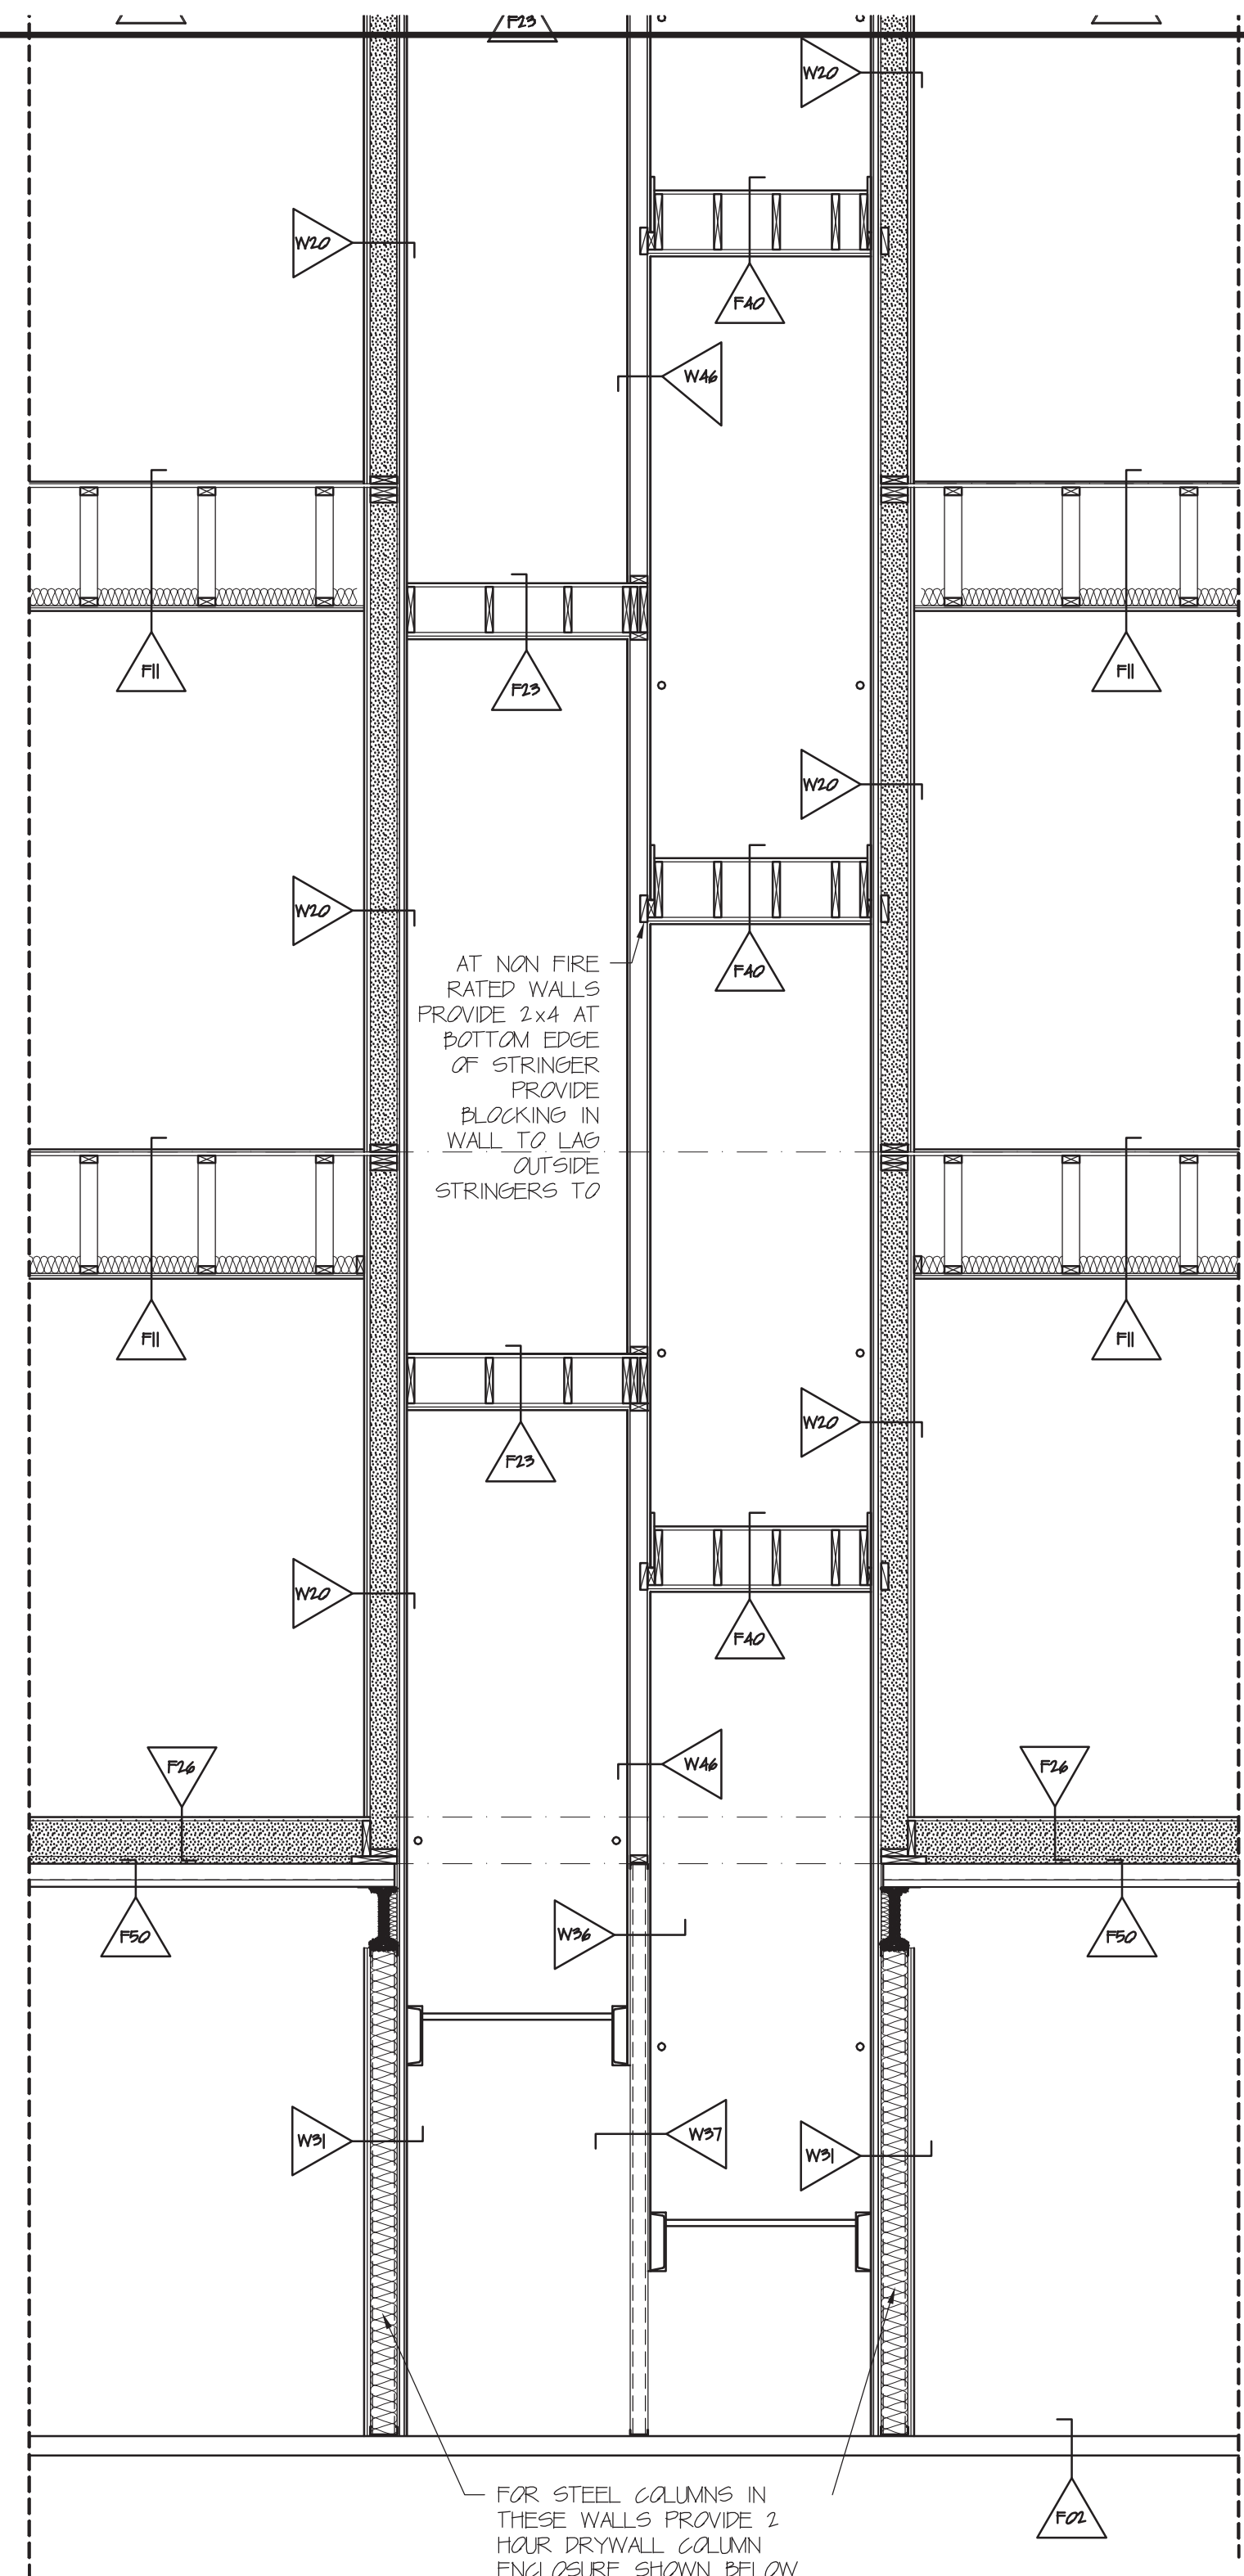 F23
W20
W20
F40
W46
F11
F11
F23
W20
W20
F40
AT NON FIRE
RATED WALLS
PROVIDE 2x4 AT
BOTTOM EDGE
OF STRINGER
PROVIDE
BLOCKING IN
WALL TO LAG
OUTSIDE
STRINGERS TO
F11
F11
W20
F23
W20
F40
W46
F26
F26
F50
W36
F50
W31
W37
W31
FOR STEEL COLUMNS IN
THESE WALLS PROVIDE 2
HOUR DRYWALL COLUMN
ENCLOSURE SHOWN BELOW
F02